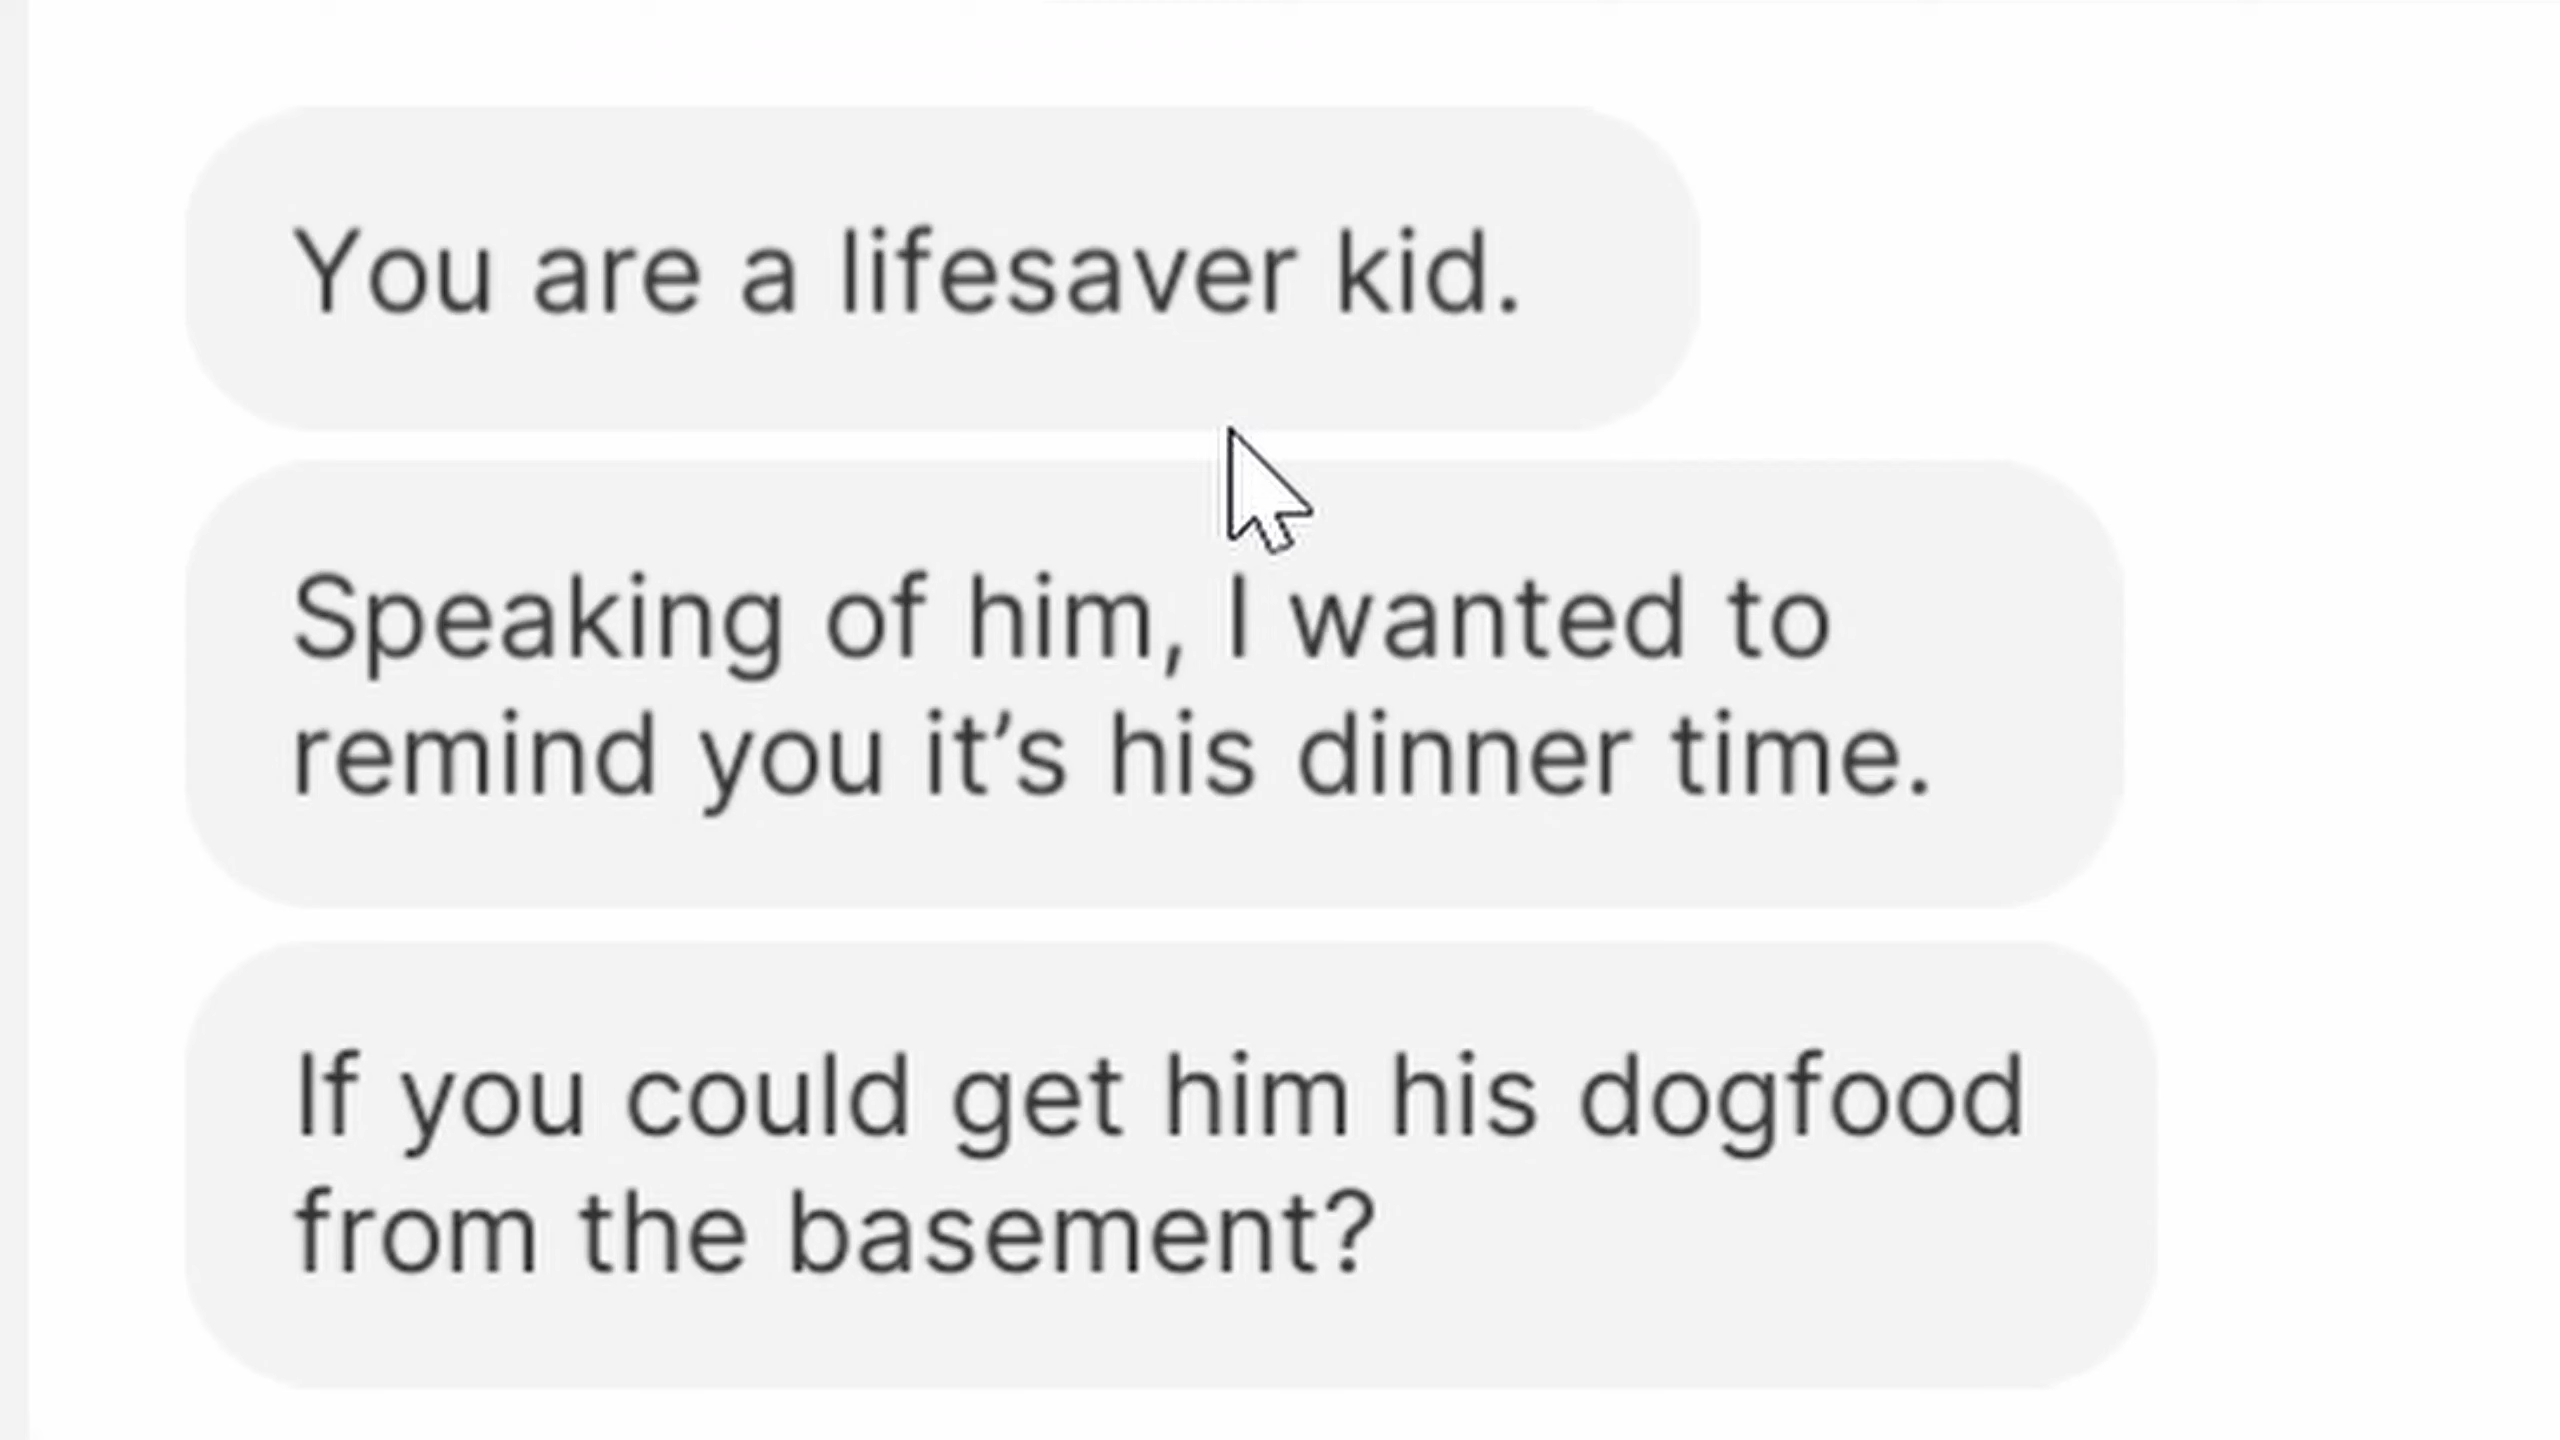 You are a lifesaver kid.
Speaking of him, I wanted to
remind you it’s his dinner time.
If you could get him his dogfood
from the basement?